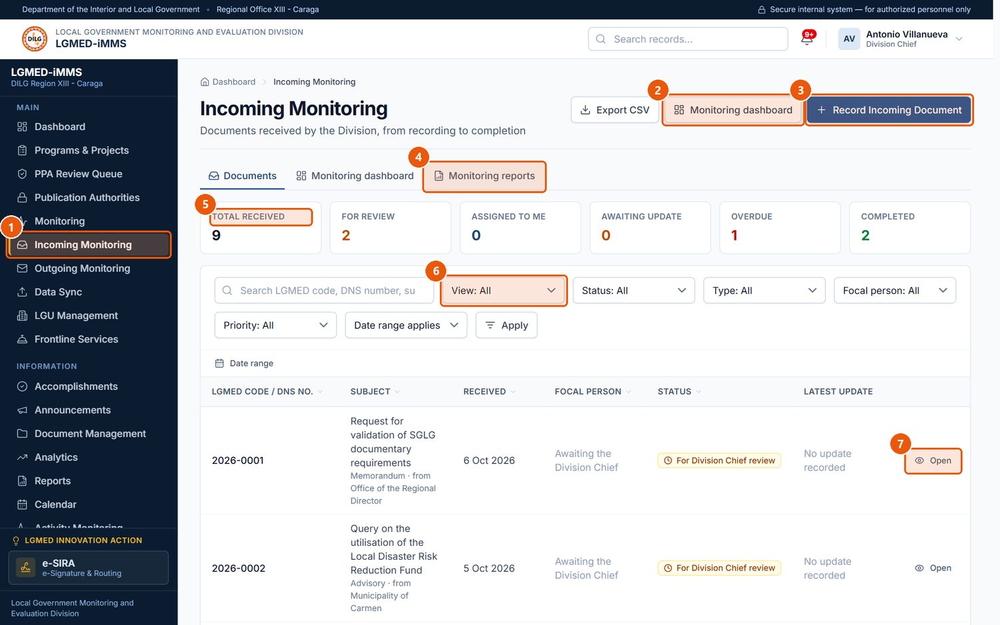 Department of the Interior and Local Government • Regional Office XIII - Caraga
Secure internal system — for authorized personnel only
DILG
LOCAL GOVERNMENT MONITORING AND EVALUATION DIVISION
LGMED-iMMS
Search records...
9+
AV
Antonio Villanueva
Division Chief
LGMED-iMMS
DILG Region XIII - Caraga
MAIN
Dashboard
Programs & Projects
PPA Review Queue
Publication Authorities
Monitoring
1
Incoming Monitoring
Outgoing Monitoring
Data Sync
LGU Management
Frontline Services
INFORMATION
Accomplishments
Announcements
Document Management
Analytics
Reports
Calendar
Activity Monitoring
LGMED INNOVATION ACTION
e-SIRA
e-Signature & Routing
Local Government Monitoring and
Evaluation Division
Dashboard > Incoming Monitoring
Incoming Monitoring
Documents received by the Division, from recording to completion
Export CSV
2
Monitoring dashboard
3
+ Record Incoming Document
Documents
Monitoring dashboard
4
Monitoring reports
5
TOTAL RECEIVED
9
FOR REVIEW
2
ASSIGNED TO ME
0
AWAITING UPDATE
0
OVERDUE
1
COMPLETED
2
Search LGMED code, DNS number, su
6
View: All
Status: All
Type: All
Focal person: All
Priority: All
Date range applies
Apply
Date range
LGMED CODE / DNS NO. SUBJECT RECEIVED FOCAL PERSON STATUS LATEST UPDATE
2026-0001
Request for
validation of SGLG
documentary
requirements
Memorandum · from
Office of the Regional
Director
6 Oct 2026
Awaiting the
Division Chief
For Division Chief review
No update
recorded
7
Open
2026-0002
Query on the
utilisation of the
Local Disaster Risk
Reduction Fund
Advisory · from
Municipality of
Carmen
5 Oct 2026
Awaiting the
Division Chief
For Division Chief review
No update
recorded
Open